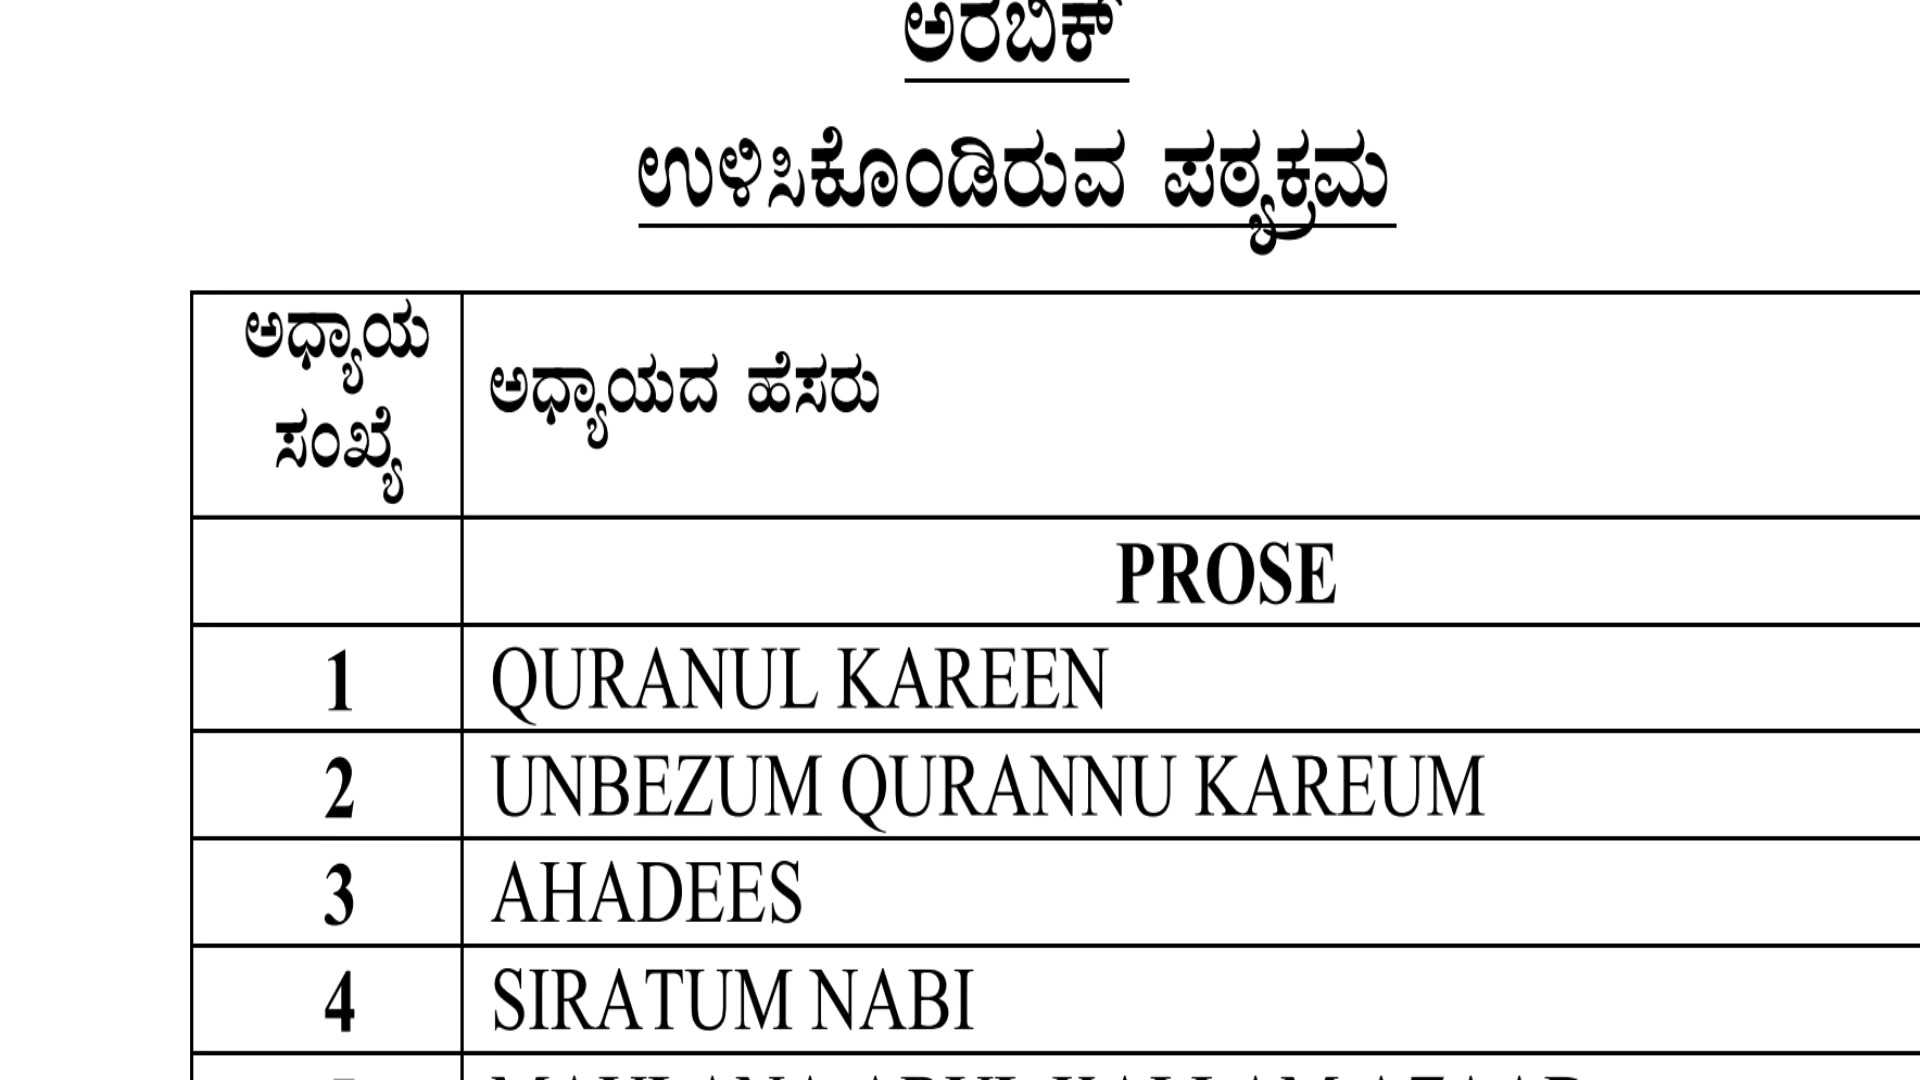 ಅರೇಬಿಕ್
ಉಳಿಸಿಕೊಂಡಿರುವ ಪಠ್ಯಕ್ರಮ
ಅಧ್ಯಾಯ
ಸಂಖ್ಯೆ
ಅಧ್ಯಾಯದ ಹೆಸರು
PROSE
1 QURANUL KAREEN
2 UNBEZUM QURANNU KAREUM
3 AHADEES
4 SIRATUM NABI